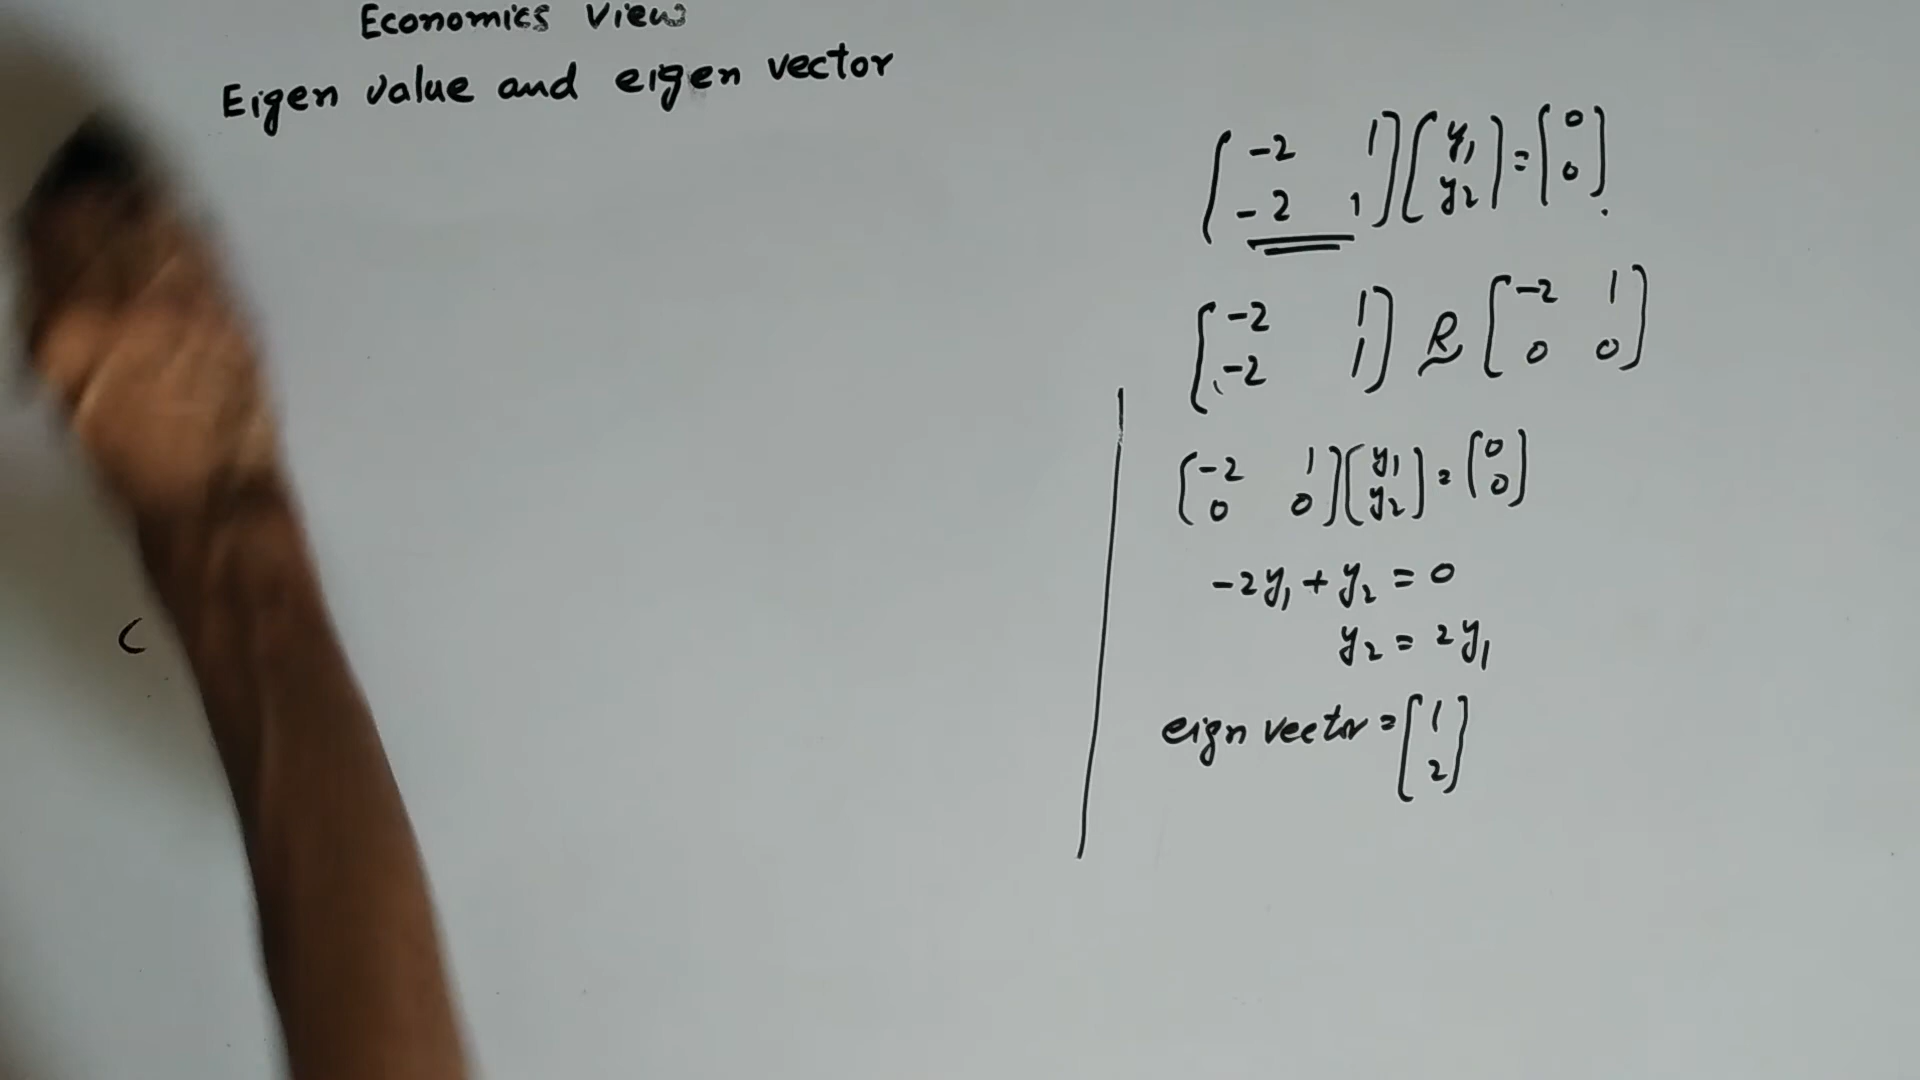 Economics View
Eigen value and eigen vector
[-2 1; -2 1] [y₁; y₂] = [0; 0].
[-2 1; -2 1] R [-2 1; 0 0]
[-2 1; 0 0] [y₁; y₂] = [0; 0]
-2y₁ + y₂ = 0
y₂ = 2y₁
eign vector = [1; 2]